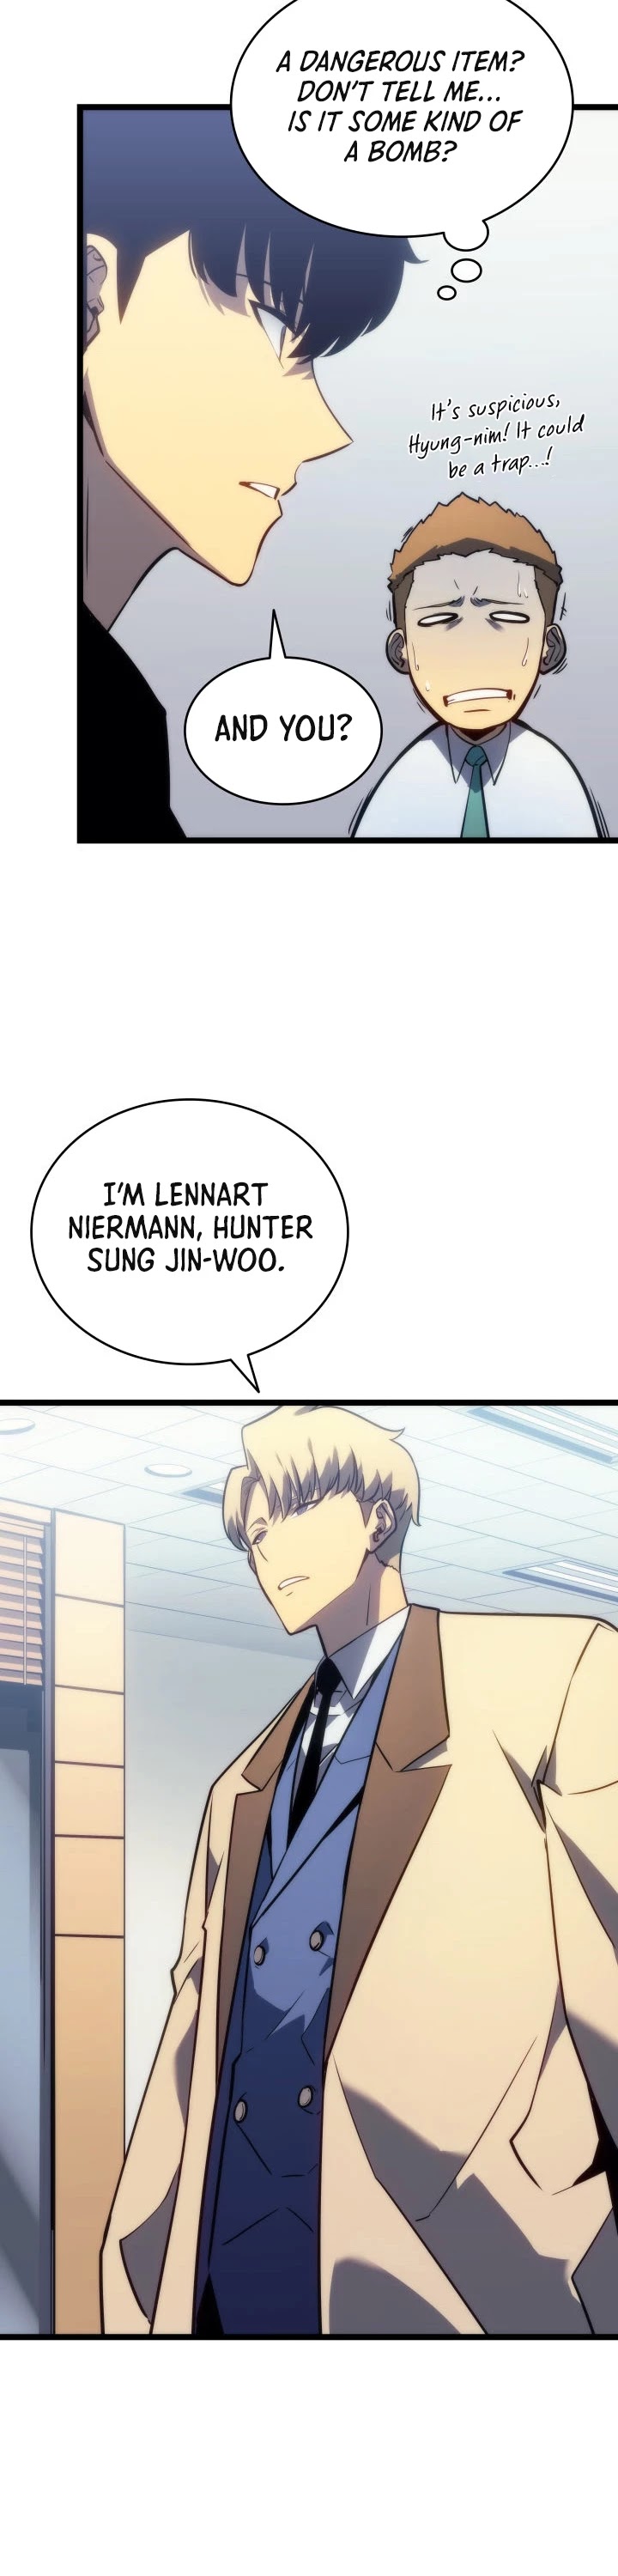 A DANGEROUS ITEM?
DON'T TELL ME...
IS IT SOME KIND OF
A BOMB?
It's suspicious,
Hyung-nim! It could
be a trap...!
AND YOU?
I'M LENNART
NIERMANN, HUNTER
SUNG JIN-WOO.